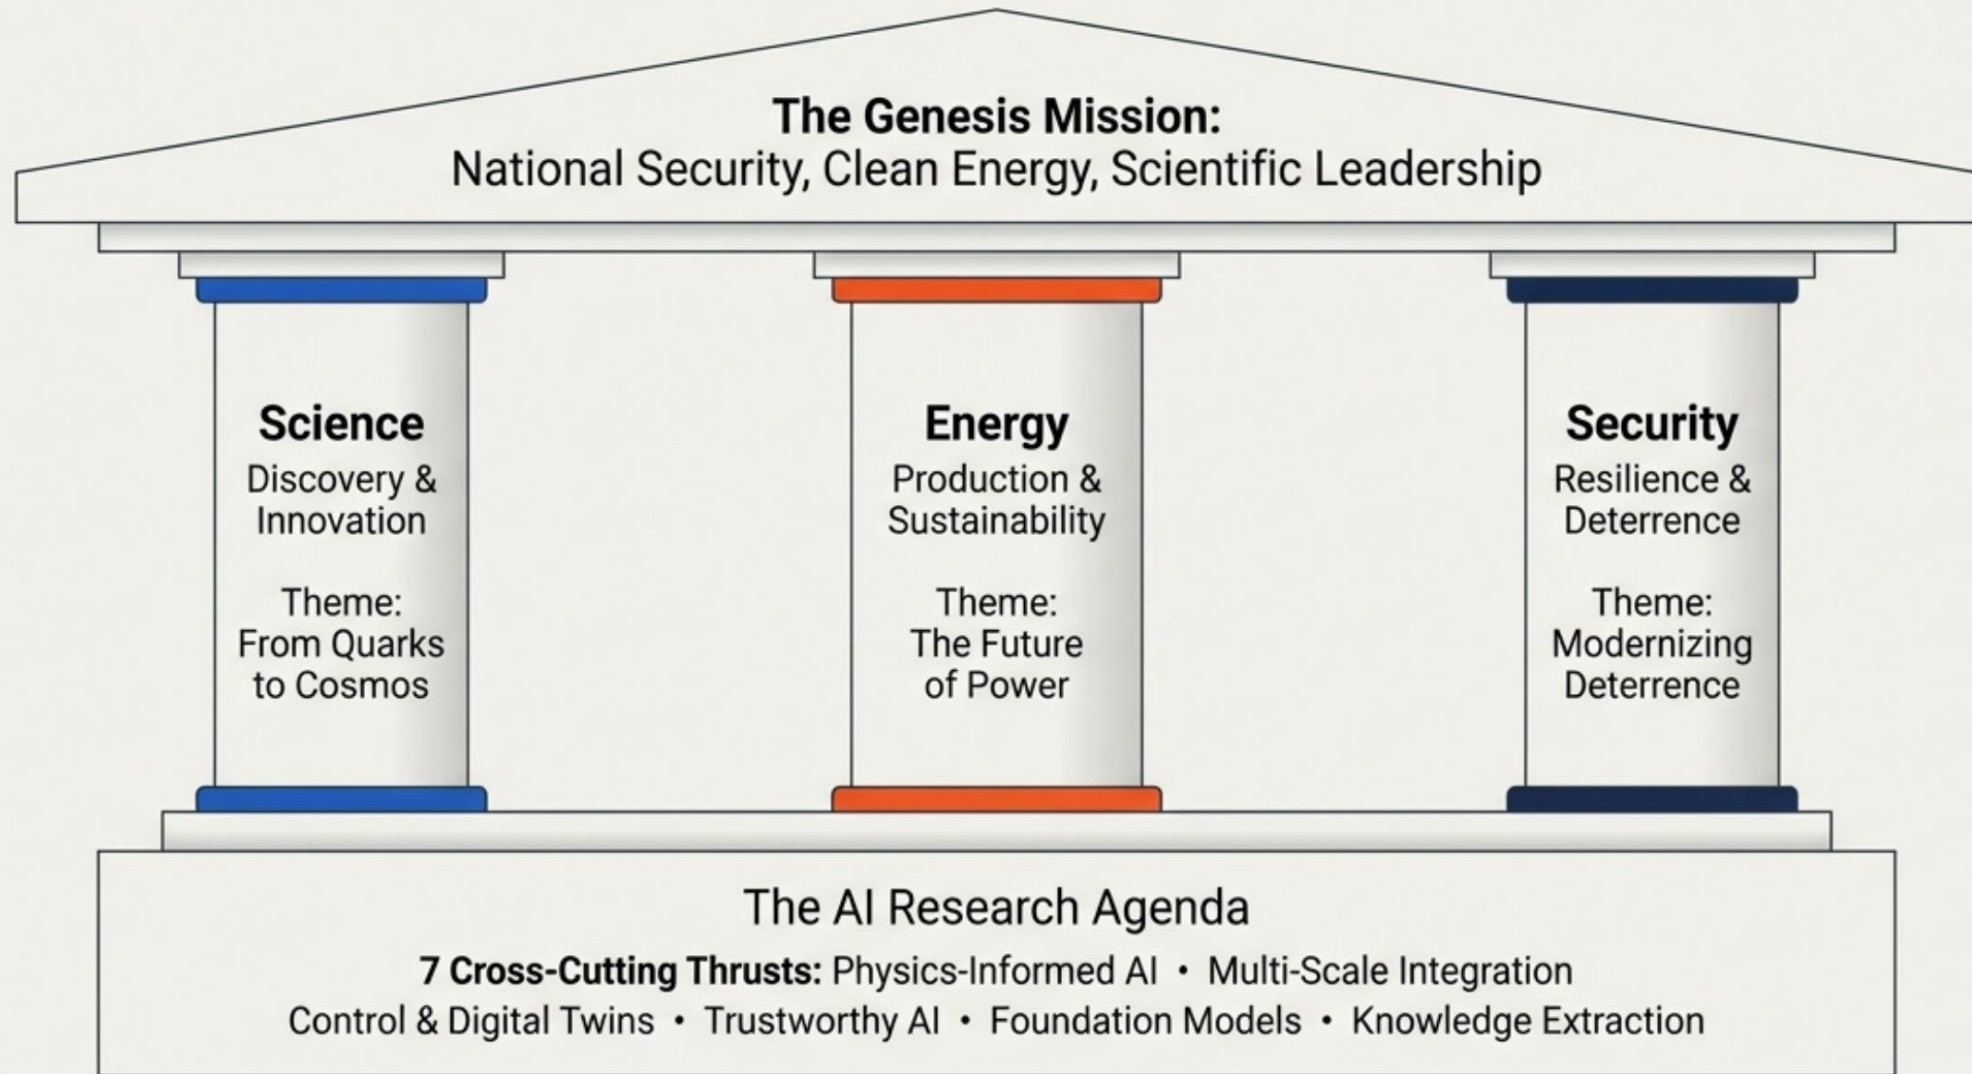 The Genesis Mission:
National Security, Clean Energy, Scientific Leadership
Science
Discovery &
Innovation
Theme:
From Quarks
to Cosmos
Energy
Production &
Sustainability
Theme:
The Future
of Power
Security
Resilience &
Deterrence
Theme:
Modernizing
Deterrence
The AI Research Agenda
7 Cross-Cutting Thrusts: Physics-Informed AI • Multi-Scale Integration
Control & Digital Twins • Trustworthy AI • Foundation Models • Knowledge Extraction